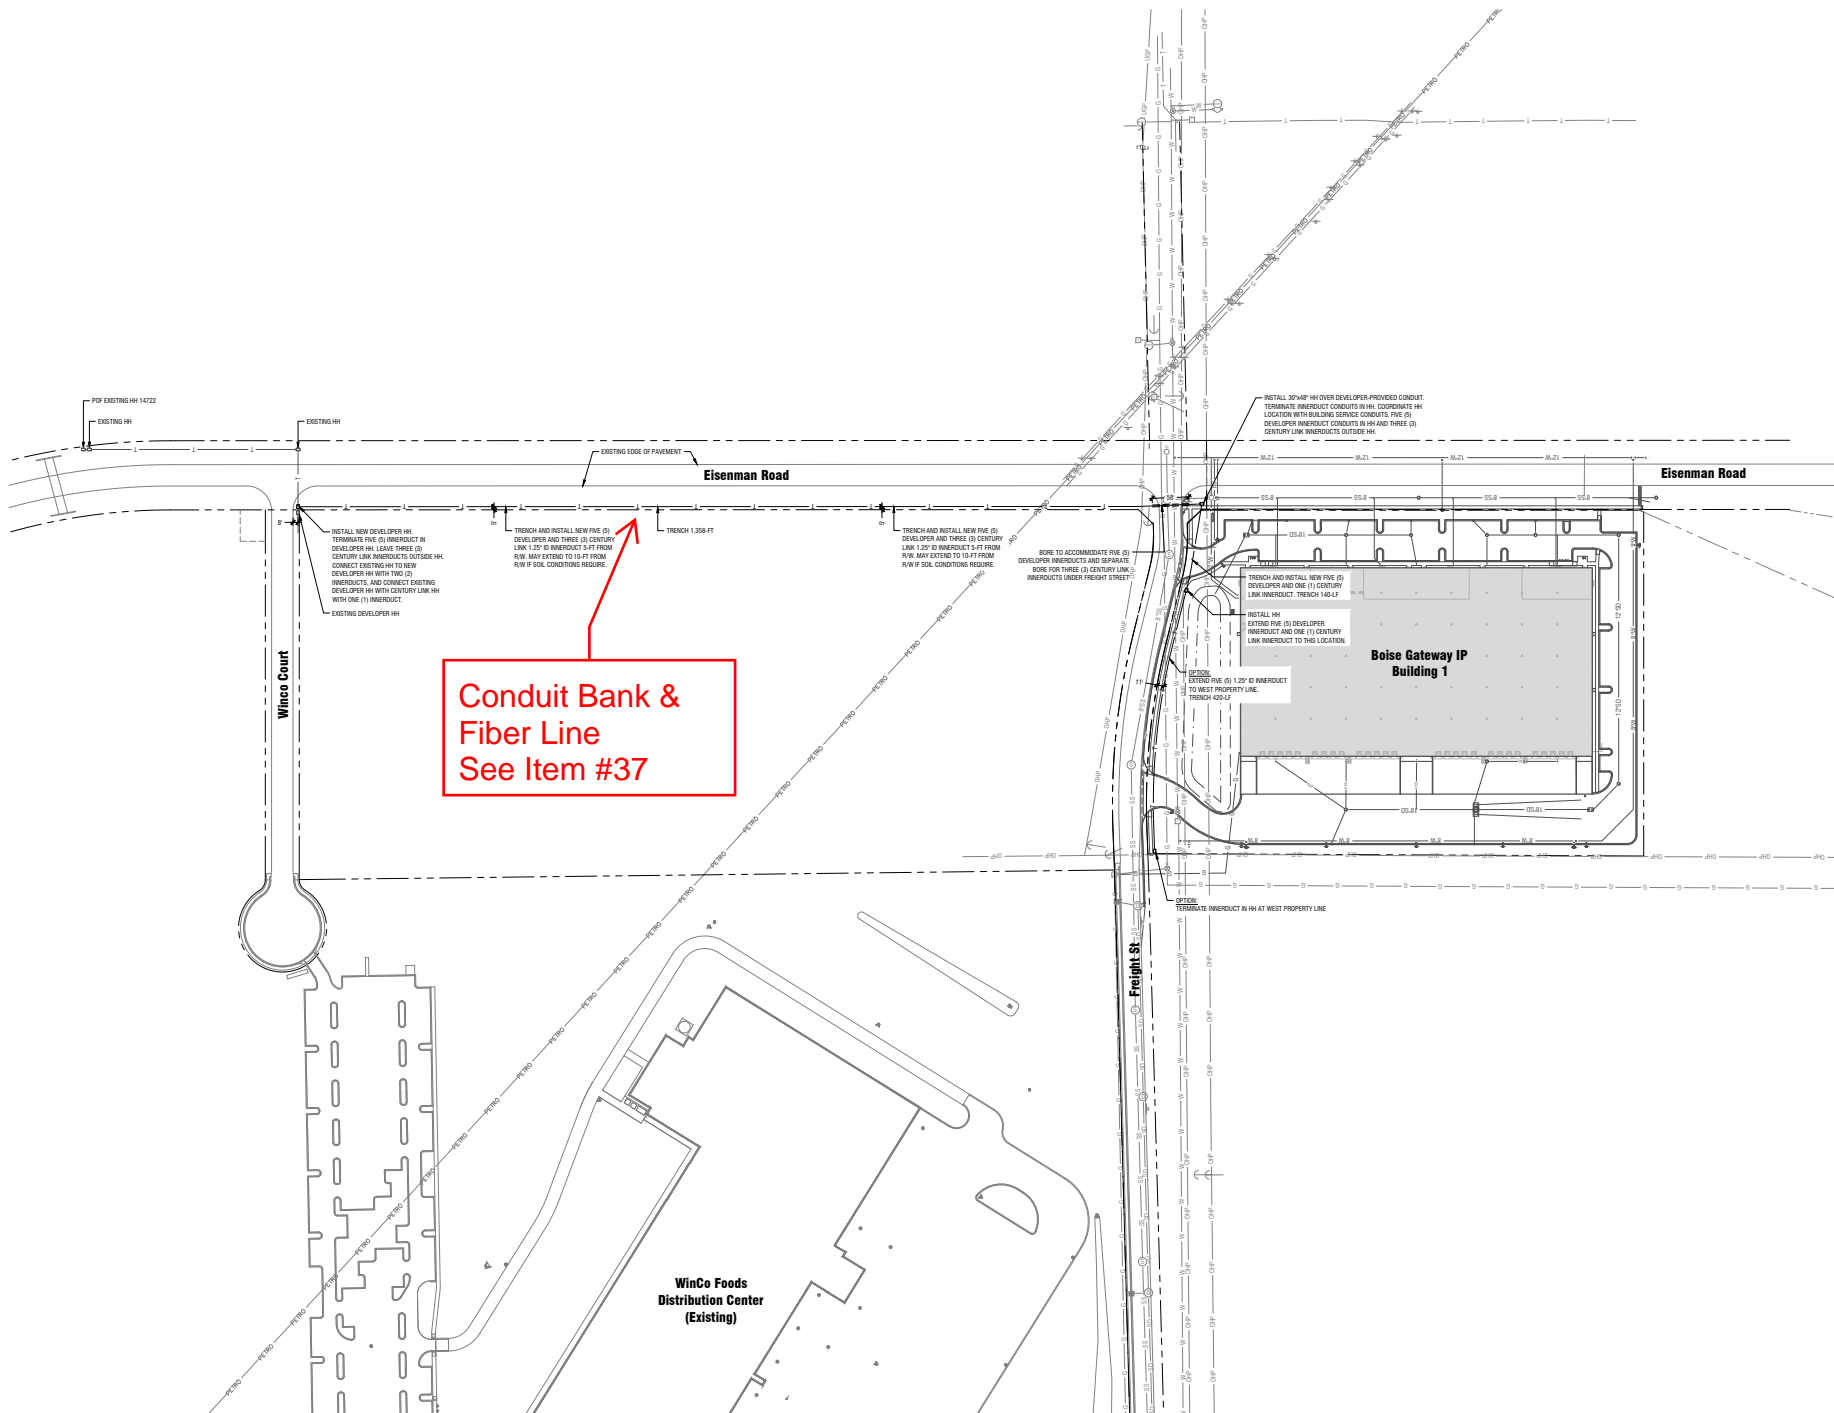 POF EXISTING HH 14722
EXISTING HH
EXISTING HH
EXISTING EDGE OF PAVEMENT
Eisenman Road
Eisenman Road
INSTALL 30"x48" HH OVER DEVELOPER-PROVIDED CONDUIT.
TERMINATE INNERDUCT CONDUITS IN HH. COORDINATE HH
LOCATION WITH BUILDING SERVICE CONDUITS. FIVE (5)
DEVELOPER INNERDUCT CONDUITS IN HH AND THREE (3)
CENTURY LINK INNERDUCTS OUTSIDE HH.
INSTALL NEW DEVELOPER HH.
TERMINATE FIVE (5) INNERDUCT IN
DEVELOPER HH. LEAVE THREE (3)
CENTURY LINK INNERDUCTS OUTSIDE HH.
CONNECT EXISTING HH TO NEW
DEVELOPER HH WITH TWO (2)
INNERDUCTS, AND CONNECT EXISTING
DEVELOPER HH WITH CENTURY LINK HH
WITH ONE (1) INNERDUCT.
EXISTING DEVELOPER HH
8'
5'
TRENCH AND INSTALL NEW FIVE (5)
DEVELOPER AND THREE (3) CENTURY
LINK 1.25" ID INNERDUCT 5-FT FROM
R/W. MAY EXTEND TO 10-FT FROM
R/W IF SOIL CONDITIONS REQUIRE.
TRENCH 1,358-FT
5'
TRENCH AND INSTALL NEW FIVE (5)
DEVELOPER AND THREE (3) CENTURY
LINK 1.25" ID INNERDUCT 5-FT FROM
R/W. MAY EXTEND TO 10-FT FROM
R/W IF SOIL CONDITIONS REQUIRE.
58'
BORE TO ACCOMMODATE FIVE (5)
DEVELOPER INNERDUCTS AND SEPARATE
BORE FOR THREE (3) CENTURY LINK
INNERDUCTS UNDER FREIGHT STREET
TRENCH AND INSTALL NEW FIVE (5)
DEVELOPER AND ONE (1) CENTURY
LINK INNERDUCT. TRENCH 140-LF
INSTALL HH
EXTEND FIVE (5) DEVELOPER
INNERDUCT AND ONE (1) CENTURY
LINK INNERDUCT TO THIS LOCATION.
OPTION:
EXTEND FIVE (5) 1.25" ID INNERDUCT
TO WEST PROPERTY LINE.
TRENCH 420-LF
11'
Boise Gateway IP
Building 1
Winco Court
Conduit Bank &
Fiber Line
See Item #37
OPTION:
TERMINATE INNERDUCT IN HH AT WEST PROPERTY LINE
Freight St
WinCo Foods
Distribution Center
(Existing)